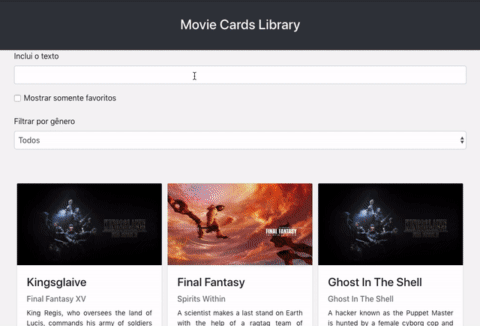 Movie Cards Library
Inclui o texto
Mostrar somente favoritos
Filtrar por gênero
Todos
FINAL FANTASY
Kingsglaive
Final Fantasy
Ghost In The Shell
Final Fantasy XV
Spirits Within
Ghost In The Shell
King Regis, who oversees the land of
Lucis, commands his army of soldiers
A scientist makes a last stand on Earth
with the help of a ragtag team of
A hacker known as the Puppet Master
is hunted by a female cyborg cop and